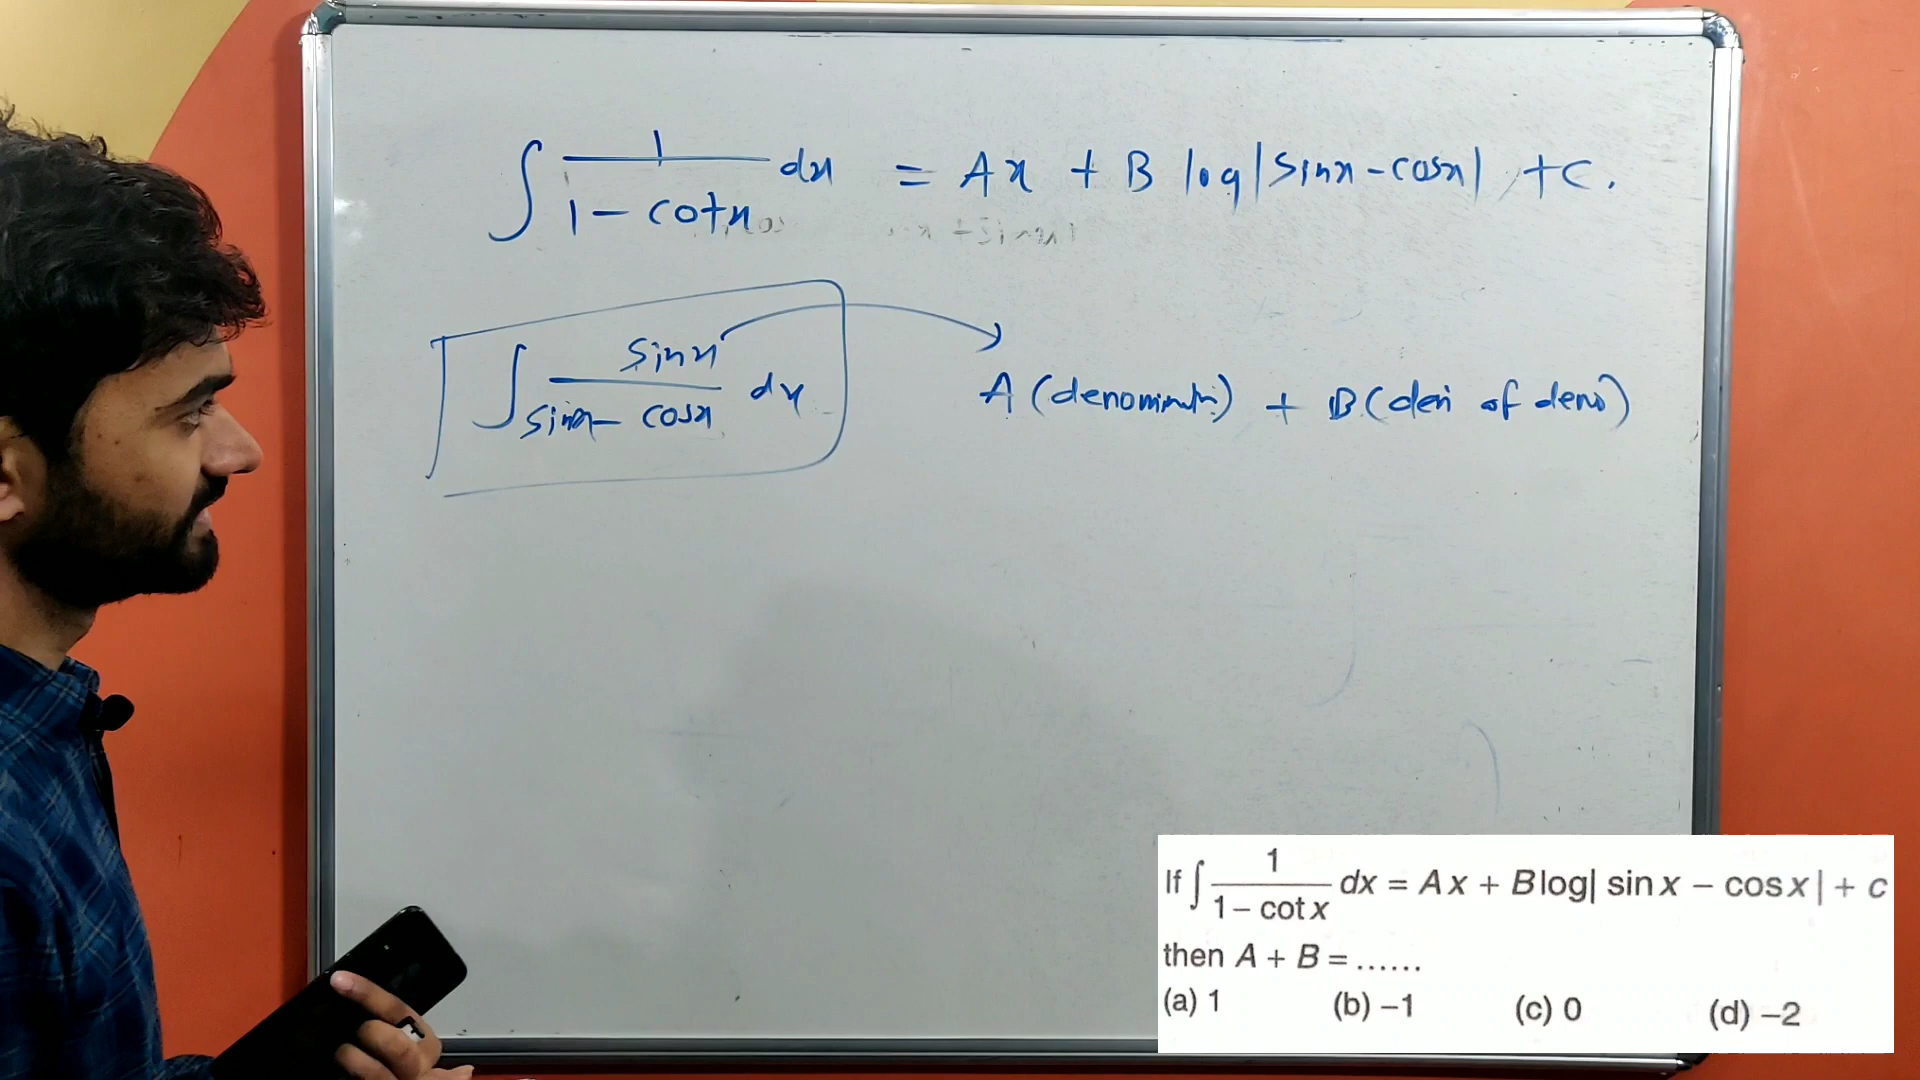 ∫ 1/(1 - cotx) dx = Ax + B log|sinx - cosx| + c.
∫ sinx/(sinx - cosx) dx
A (denominatr) + B (deri of deno)
If ∫ 1/(1 - cot x) dx = Ax + B log| sin x - cos x| + c
then A + B = ......
(a) 1 (b) -1 (c) 0 (d) -2